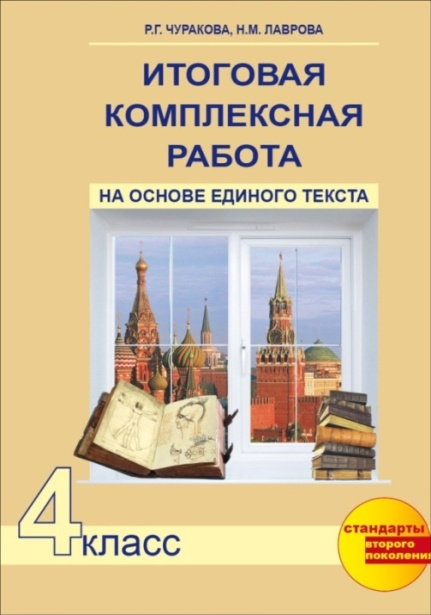 Р.Г. ЧУРАКОВА, Н.М. ЛАВРОВА
ИТОГОВАЯ
КОМПЛЕКСНАЯ
РАБОТА
НА ОСНОВЕ ЕДИНОГО ТЕКСТА
4 класс
стандарты
второго
поколения